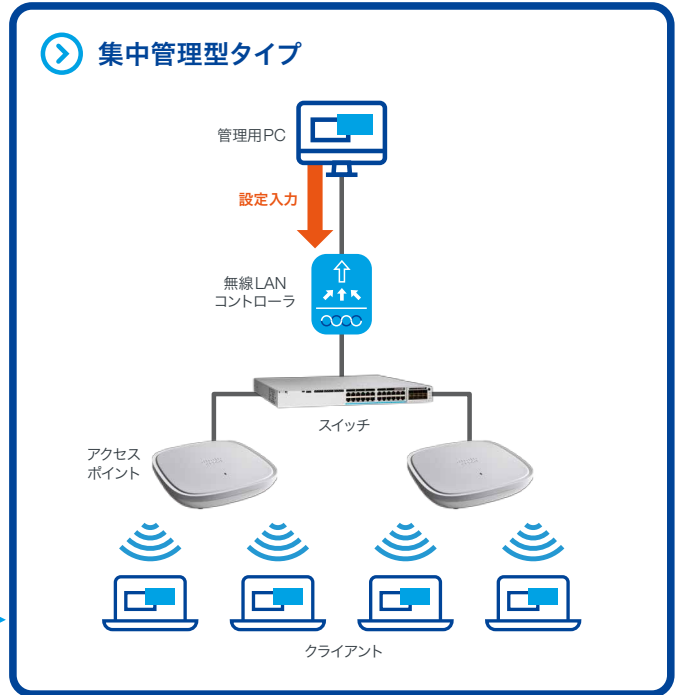 集中管理型タイプ
管理用PC
設定入力
無線LAN
コントローラ
スイッチ
アクセス
ポイント
クライアント